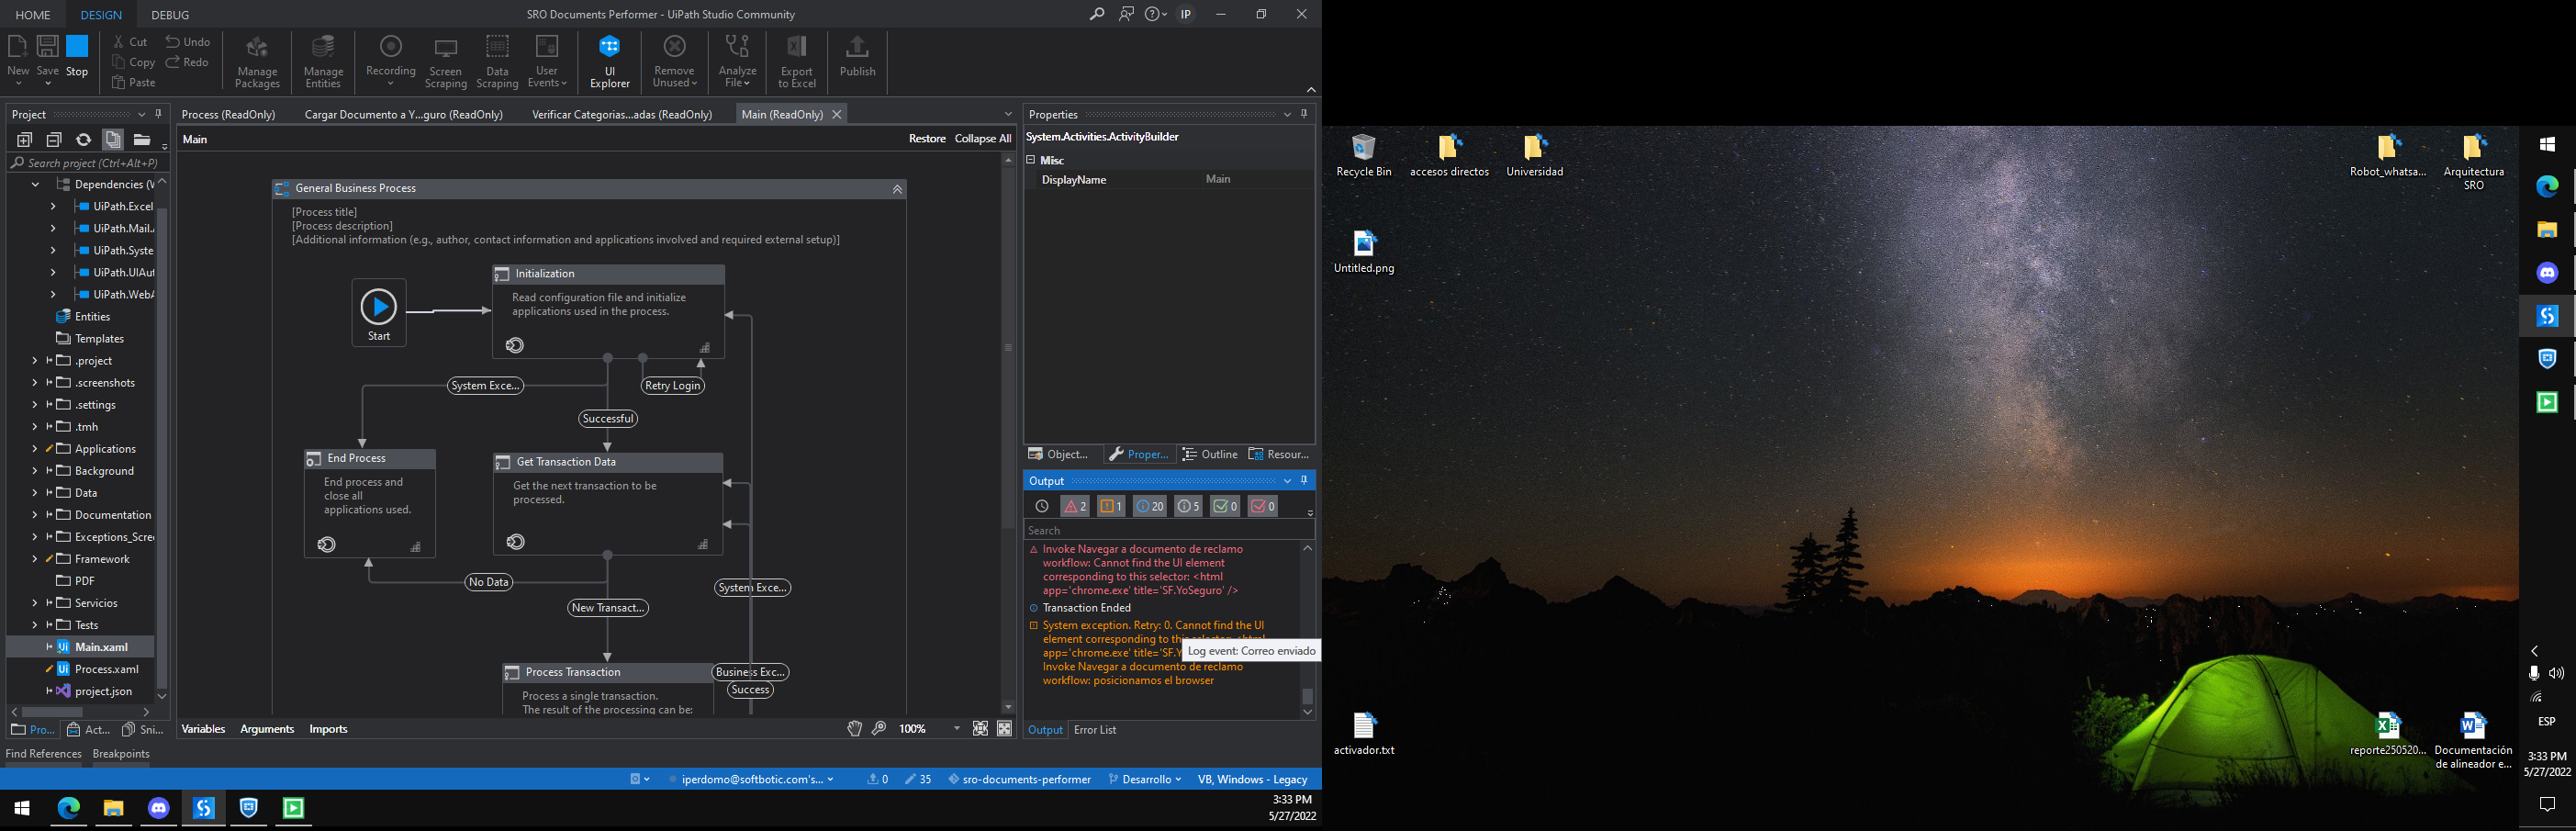 HOME
DESIGN
DEBUG
SRO Documents Performer - UiPath Studio Community
IP
New
Save
Stop
Cut
Copy
Paste
Undo
Redo
Manage
Packages
Manage
Entities
Recording
Screen
Scraping
Data
Scraping
User
Events
UI
Explorer
Remove
Unused
Analyze
File
Export
to Excel
Publish
Project
Search project (Ctrl+Alt+P)
Dependencies (W
UiPath.Excel
UiPath.Mail.
UiPath.Syste
UiPath.UIAut
UiPath.WebA
Entities
Templates
.project
.screenshots
.settings
.tmh
Applications
Background
Data
Documentation
Exceptions_Scre
Framework
PDF
Servicios
Tests
Main.xaml
Process.xaml
project.json
Pro...
Act...
Sni...
Find References
Breakpoints
Process (ReadOnly)
Cargar Documento a Y...guro (ReadOnly)
Verificar Categorias...adas (ReadOnly)
Main (ReadOnly)
Main
Restore
Collapse All
General Business Process
[Process title]
[Process description]
[Additional information (e.g., author, contact information and applications involved and required external setup)]
Start
Initialization
Read configuration file and initialize
applications used in the process.
System Exce...
Retry Login
Successful
End Process
End process and
close all
applications used.
Get Transaction Data
Get the next transaction to be
processed.
No Data
New Transact...
System Exce...
Process Transaction
Process a single transaction.
The result of the processing can be:
Business Exc...
Success
Variables
Arguments
Imports
100%
Properties
System.Activities.ActivityBuilder
Misc
DisplayName
Main
Object...
Proper...
Outline
Resour...
Output
2
1
20
5
0
0
Search
Invoke Navegar a documento de reclamo
workflow: Cannot find the UI element
corresponding to this selector: <html
app='chrome.exe' title='SF.YoSeguro' />
Transaction Ended
System exception. Retry: 0. Cannot find the UI
element corresponding to this selector: <html
app='chrome.exe' title='SF.Y
Log event: Correo enviado
Invoke Navegar a documento de reclamo
workflow: posicionamos el browser
Output
Error List
iperdomo@softbotic.com's...
0
35
sro-documents-performer
Desarrollo
VB, Windows - Legacy
3:33 PM
5/27/2022
Recycle Bin
accesos directos
Universidad
Robot_whatsa...
Arquitectura
SRO
Untitled.png
activador.txt
reporte250520...
Documentación
de alineador e...
ESP
3:33 PM
5/27/2022